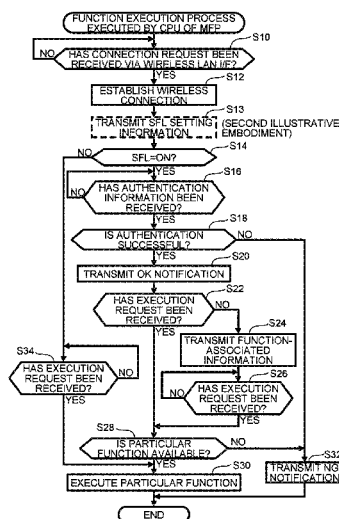 FUNCTION EXECUTION PROCESS
EXECUTED BY CPU OF MFP
S10
HAS CONNECTION REQUEST BEEN
RECEIVED VIA WIRELESS LAN I/F?
NO
YES
S12
ESTABLISH WIRELESS
CONNECTION
S13
TRANSMIT SFL SETTING
INFORMATION
(SECOND ILLUSTRATIVE
EMBODIMENT)
S14
SFL=ON?
NO
YES
S16
HAS AUTHENTICATION
INFORMATION BEEN
RECEIVED?
NO
YES
S18
IS AUTHENTICATION
SUCCESSFUL?
NO
YES
S20
TRANSMIT OK NOTIFICATION
S22
HAS EXECUTION
REQUEST BEEN
RECEIVED?
NO
YES
S24
TRANSMIT FUNCTION-
ASSOCIATED INFORMATION
S26
HAS EXECUTION
REQUEST BEEN
RECEIVED?
NO
YES
S34
HAS EXECUTION
REQUEST BEEN
RECEIVED?
NO
YES
S28
IS PARTICULAR
FUNCTION AVAILABLE?
NO
YES
S32
TRANSMIT NG
NOTIFICATION
S30
EXECUTE PARTICULAR FUNCTION
END